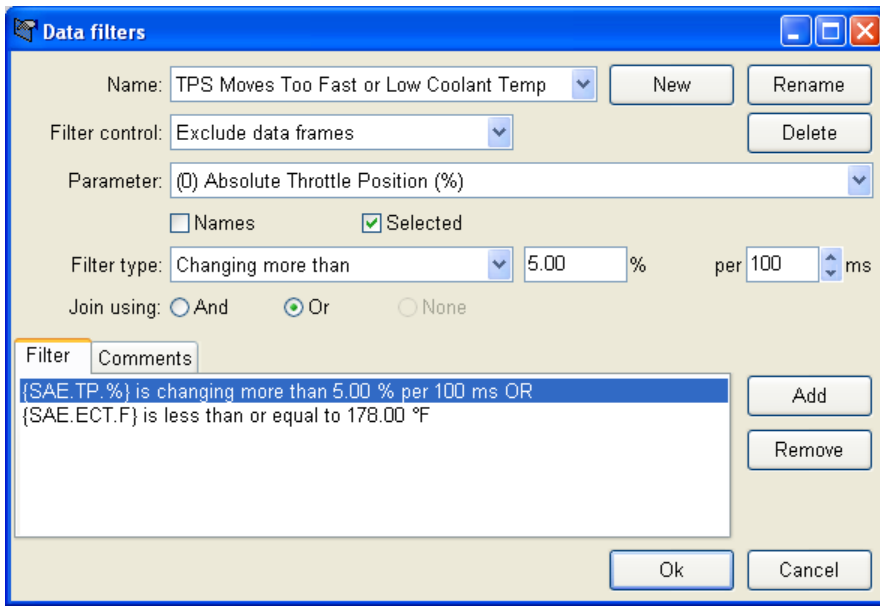 Data filters
Name: TPS Moves Too Fast or Low Coolant Temp New Rename
Filter control: Exclude data frames Delete
Parameter: (0) Absolute Throttle Position (%)
Names Selected
Filter type: Changing more than 5.00 % per 100 ms
Join using: And Or None
Filter Comments
{SAE.TP.%} is changing more than 5.00 % per 100 ms OR
{SAE.ECT.F} is less than or equal to 178.00 °F
Add
Remove
Ok Cancel